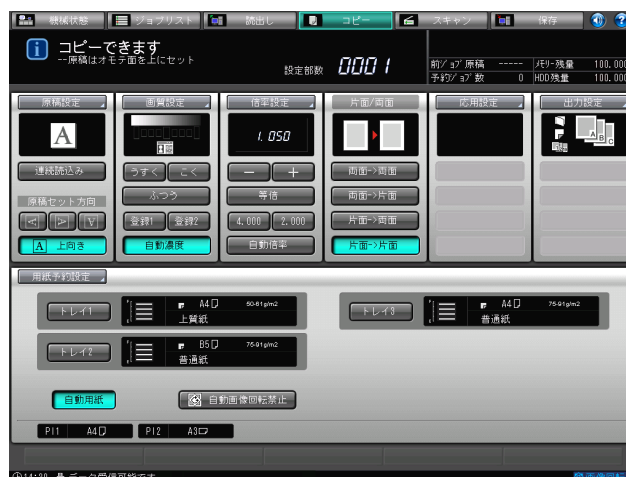 機械状態
ジョブリスト
読出し
コピー
スキャン
保存
コピーできます
--原稿はオモテ面を上にセット
設定部数 0001
前ジョブ 原稿 -----
予約ジョブ 数 0
メモリー残量 100.000
HDD残量 100.000
原稿設定
画質設定
倍率設定
片面/両面
応用設定
出力設定
A
1.050
A B C
連続読込み
うすく
こく
－
＋
両面->両面
原稿セット方向
ふつう
等倍
両面->片面
登録1
登録2
4.000
2.000
片面->両面
A 上向き
自動濃度
自動倍率
片面->片面
用紙予約設定
トレイ1
A4
50-61g/m2
上質紙
トレイ3
A4
75-91g/m2
普通紙
トレイ2
B5
75-91g/m2
普通紙
自動用紙
自動画像回転禁止
PI1 A4
PI2 A3
14:20
データ受信可能です
画像回転